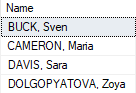 Name
BUCK, Sven
CAMERON, Maria
DAVIS, Sara
DOLGOPYATOVA, Zoya